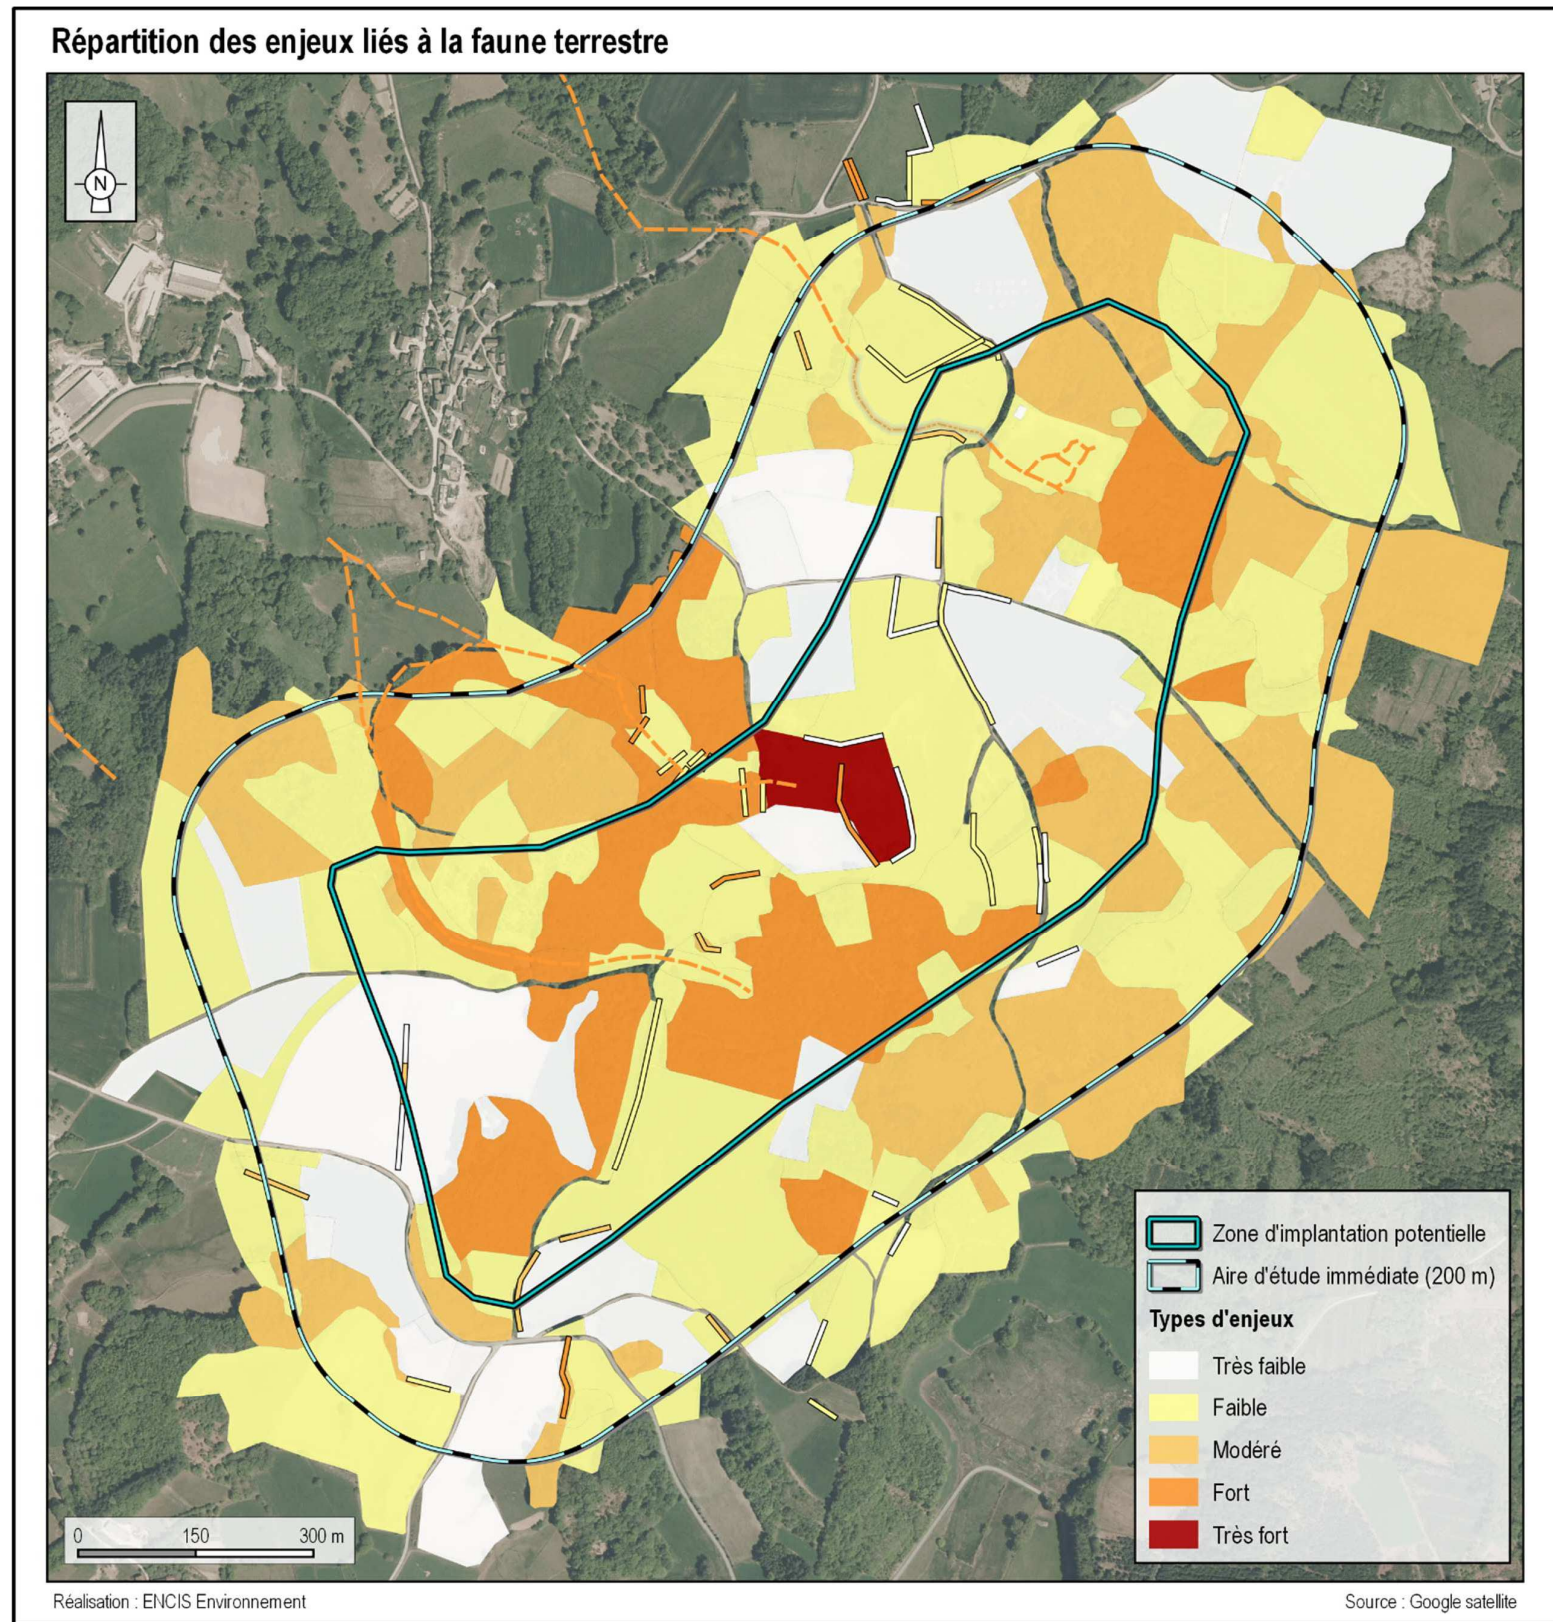 Répartition des enjeux liés à la faune terrestre
N
Zone d'implantation potentielle
Aire d'étude immédiate (200 m)
Types d'enjeux
Très faible
Faible
Modéré
Fort
Très fort
0 150 300 m
Réalisation : ENCIS Environnement
Source : Google satellite